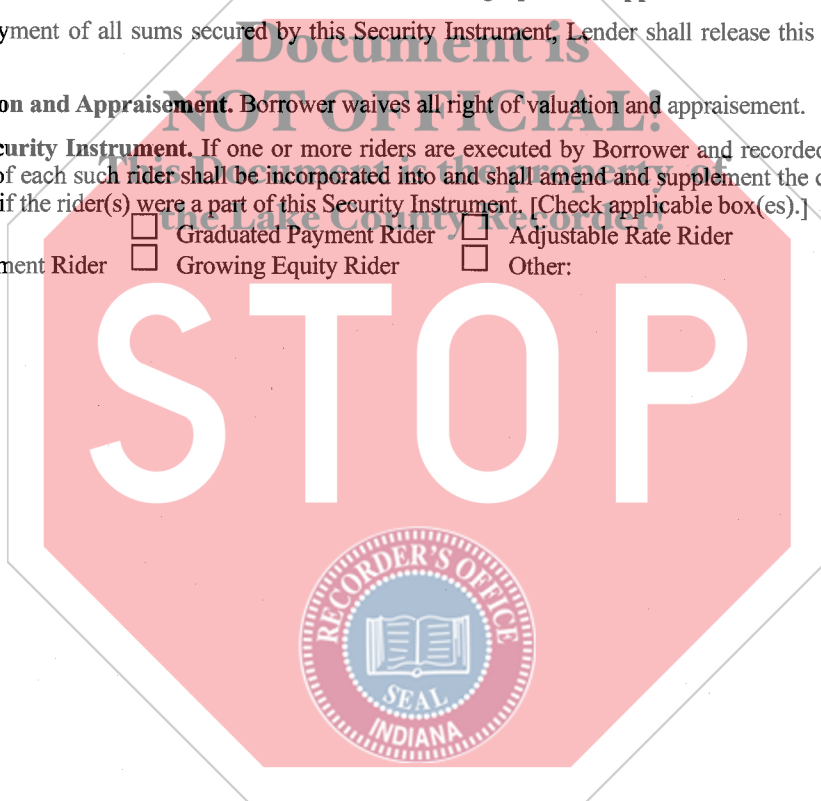 Document is
yment of all sums secured by this Security Instrument, Lender shall release this
NOT OFFICIAL!
on and Appraisement. Borrower waives all right of valuation and appraisement.
curity Instrument. If one or more riders are executed by Borrower and recorded
This Document is the property of
of each such rider shall be incorporated into and shall amend and supplement the c
if the rider(s) were a part of this Security Instrument. [Check applicable box(es).]
the Lake County Recorder!
Graduated Payment Rider Adjustable Rate Rider
ment Rider Growing Equity Rider Other:
STOP
RECORDER'S OFFICE
SEAL
INDIANA